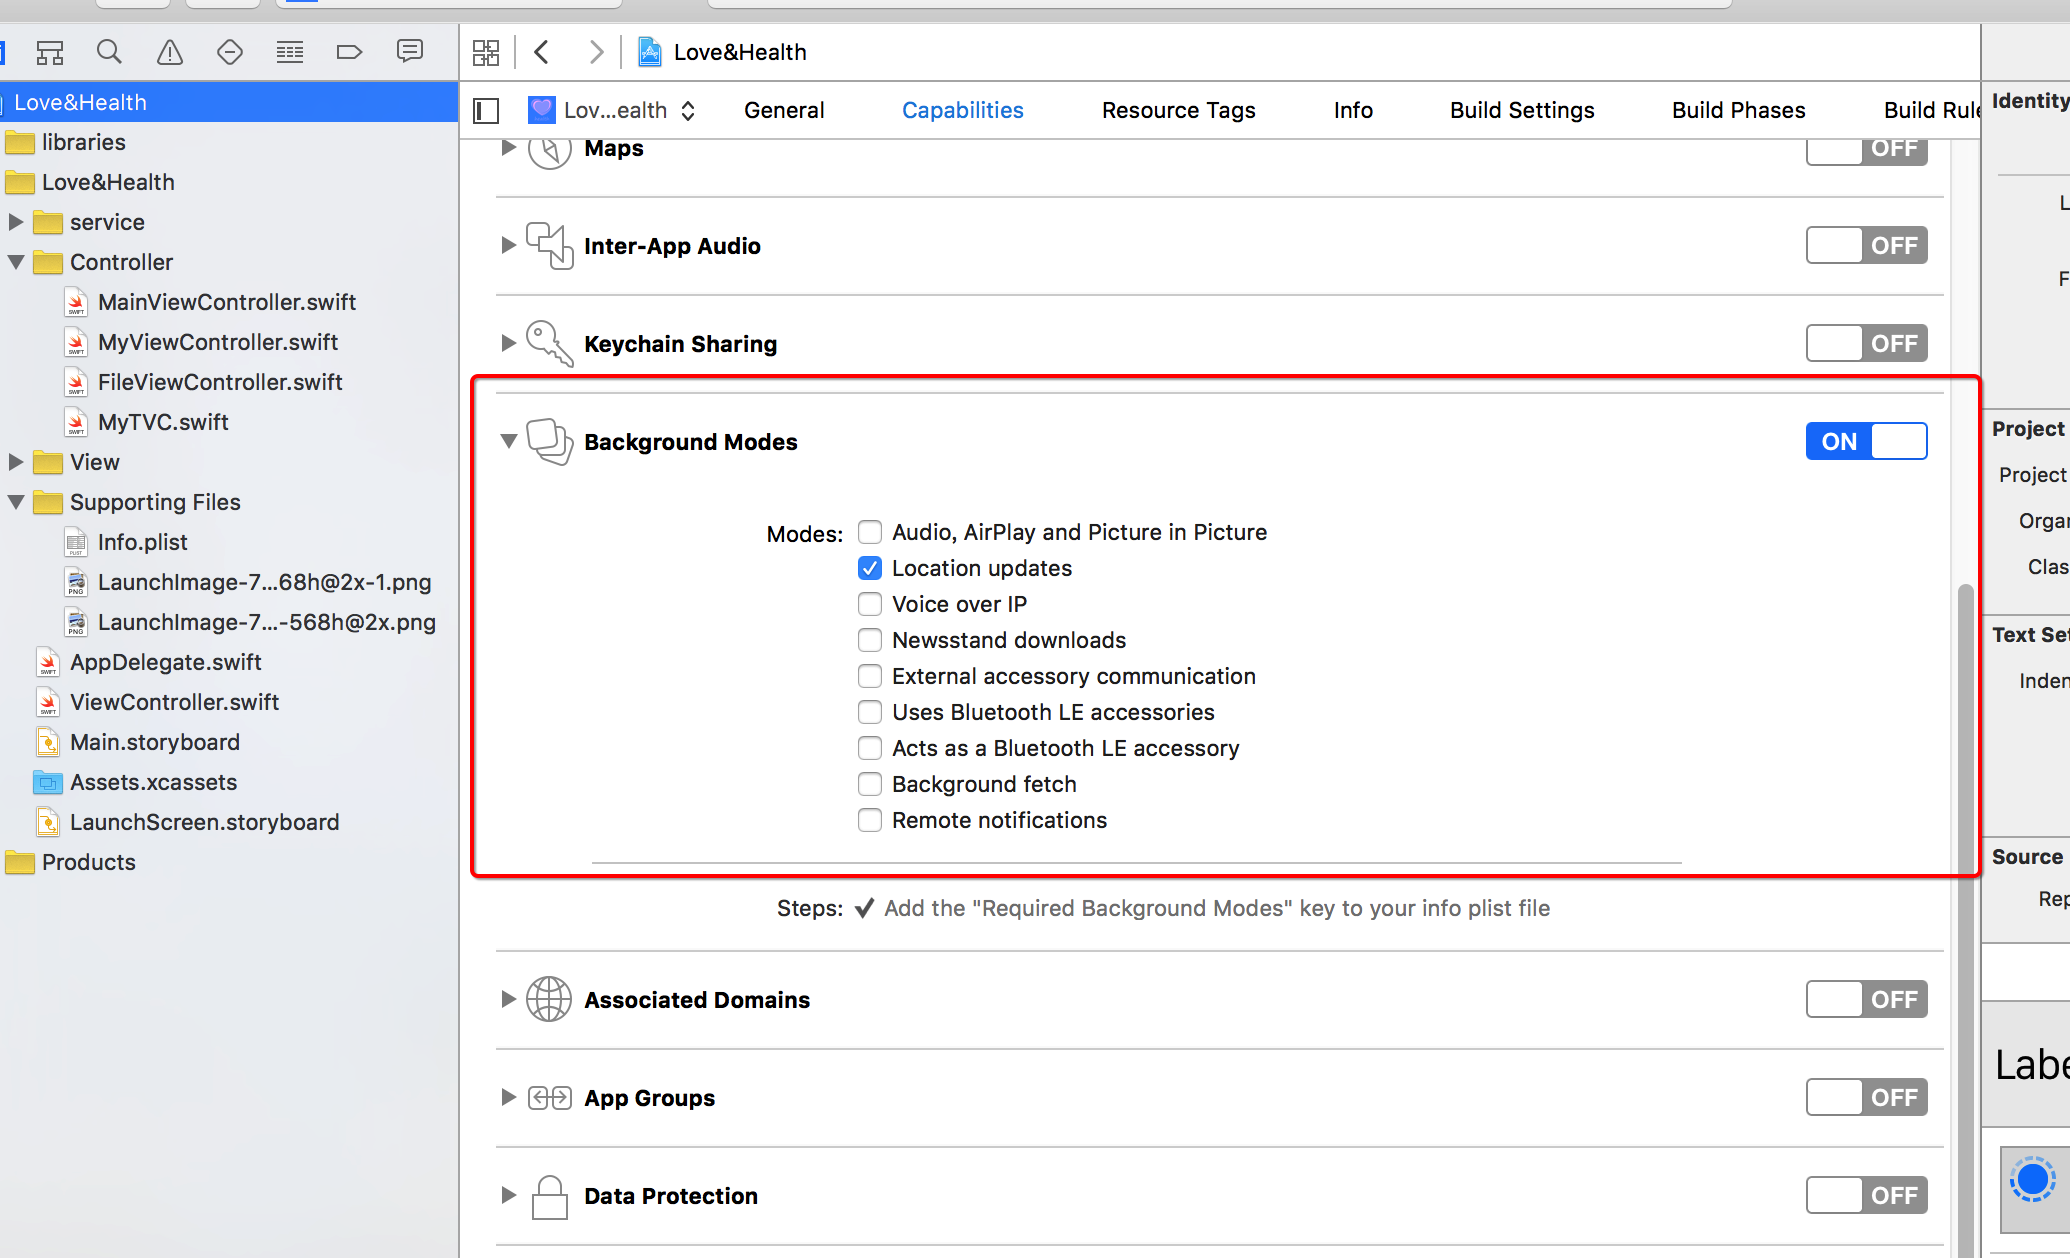 Love&Health
Love&Health
libraries
Love&Health
service
Controller
MainViewController.swift
MyViewController.swift
FileViewController.swift
MyTVC.swift
View
Supporting Files
Info.plist
LaunchImage-7...68h@2x-1.png
LaunchImage-7...-568h@2x.png
AppDelegate.swift
ViewController.swift
Main.storyboard
Assets.xcassets
LaunchScreen.storyboard
Products
Lov...ealth General Capabilities Resource Tags Info Build Settings Build Phases Build Rule
Maps OFF
Inter-App Audio OFF
Keychain Sharing OFF
Background Modes ON
Modes: Audio, AirPlay and Picture in Picture
Location updates
Voice over IP
Newsstand downloads
External accessory communication
Uses Bluetooth LE accessories
Acts as a Bluetooth LE accessory
Background fetch
Remote notifications
Steps: ✓ Add the "Required Background Modes" key to your info plist file
Associated Domains OFF
App Groups OFF
Data Protection OFF
Identity
L
F
Project
Project
Organ
Clas
Text Set
Inden
Source
Rep
Labe